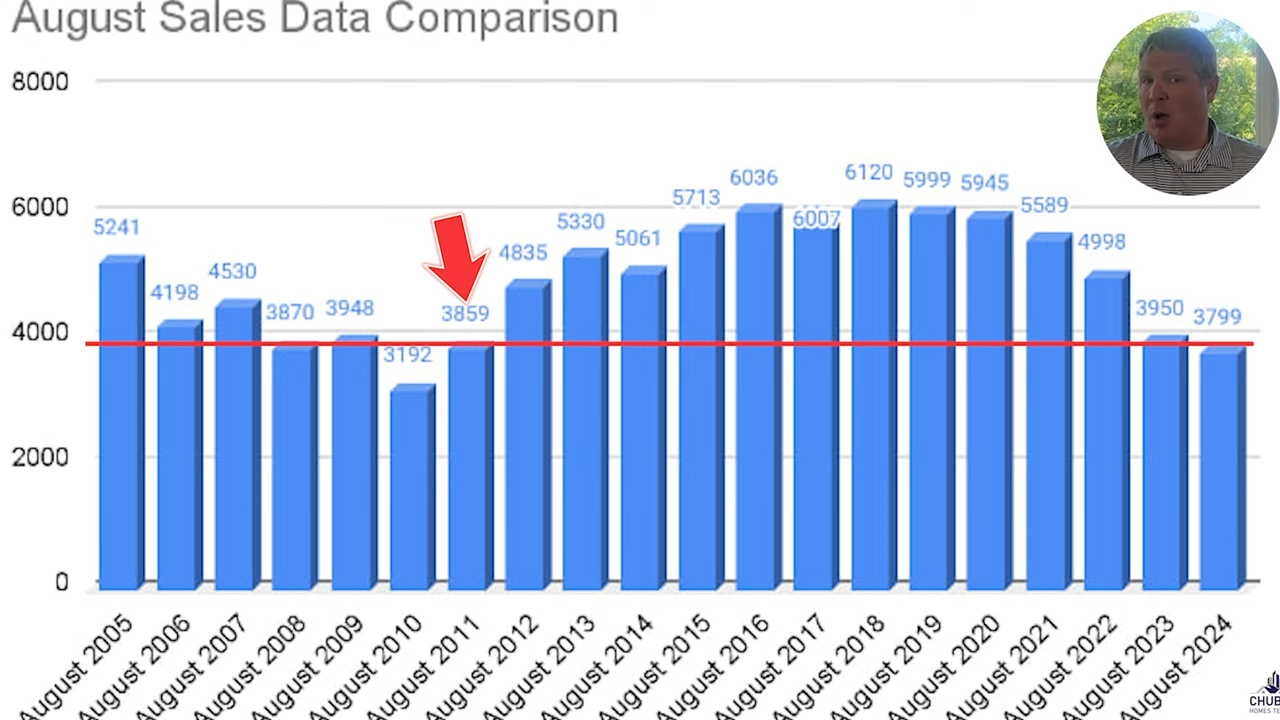 August Sales Data Comparison
8000
6000
4000
2000
0
5241
4198
4530
3870
3948
3192
3859
4835
5330
5061
5713
6036
6007
6120
5999
5945
5589
4998
3950
3799
August 2005
August 2006
August 2007
August 2008
August 2009
August 2010
August 2011
August 2012
August 2013
August 2014
August 2015
August 2016
August 2017
August 2018
August 2019
August 2020
August 2021
August 2022
August 2023
August 2024
CHUB
HOMES TE